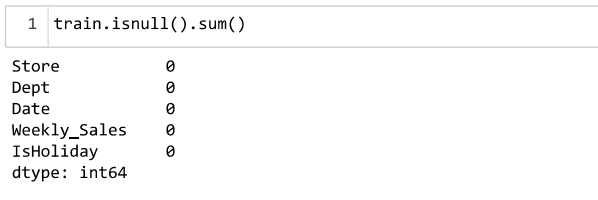 1 train.isnull().sum()
Store 0
Dept 0
Date 0
Weekly_Sales 0
IsHoliday 0
dtype: int64